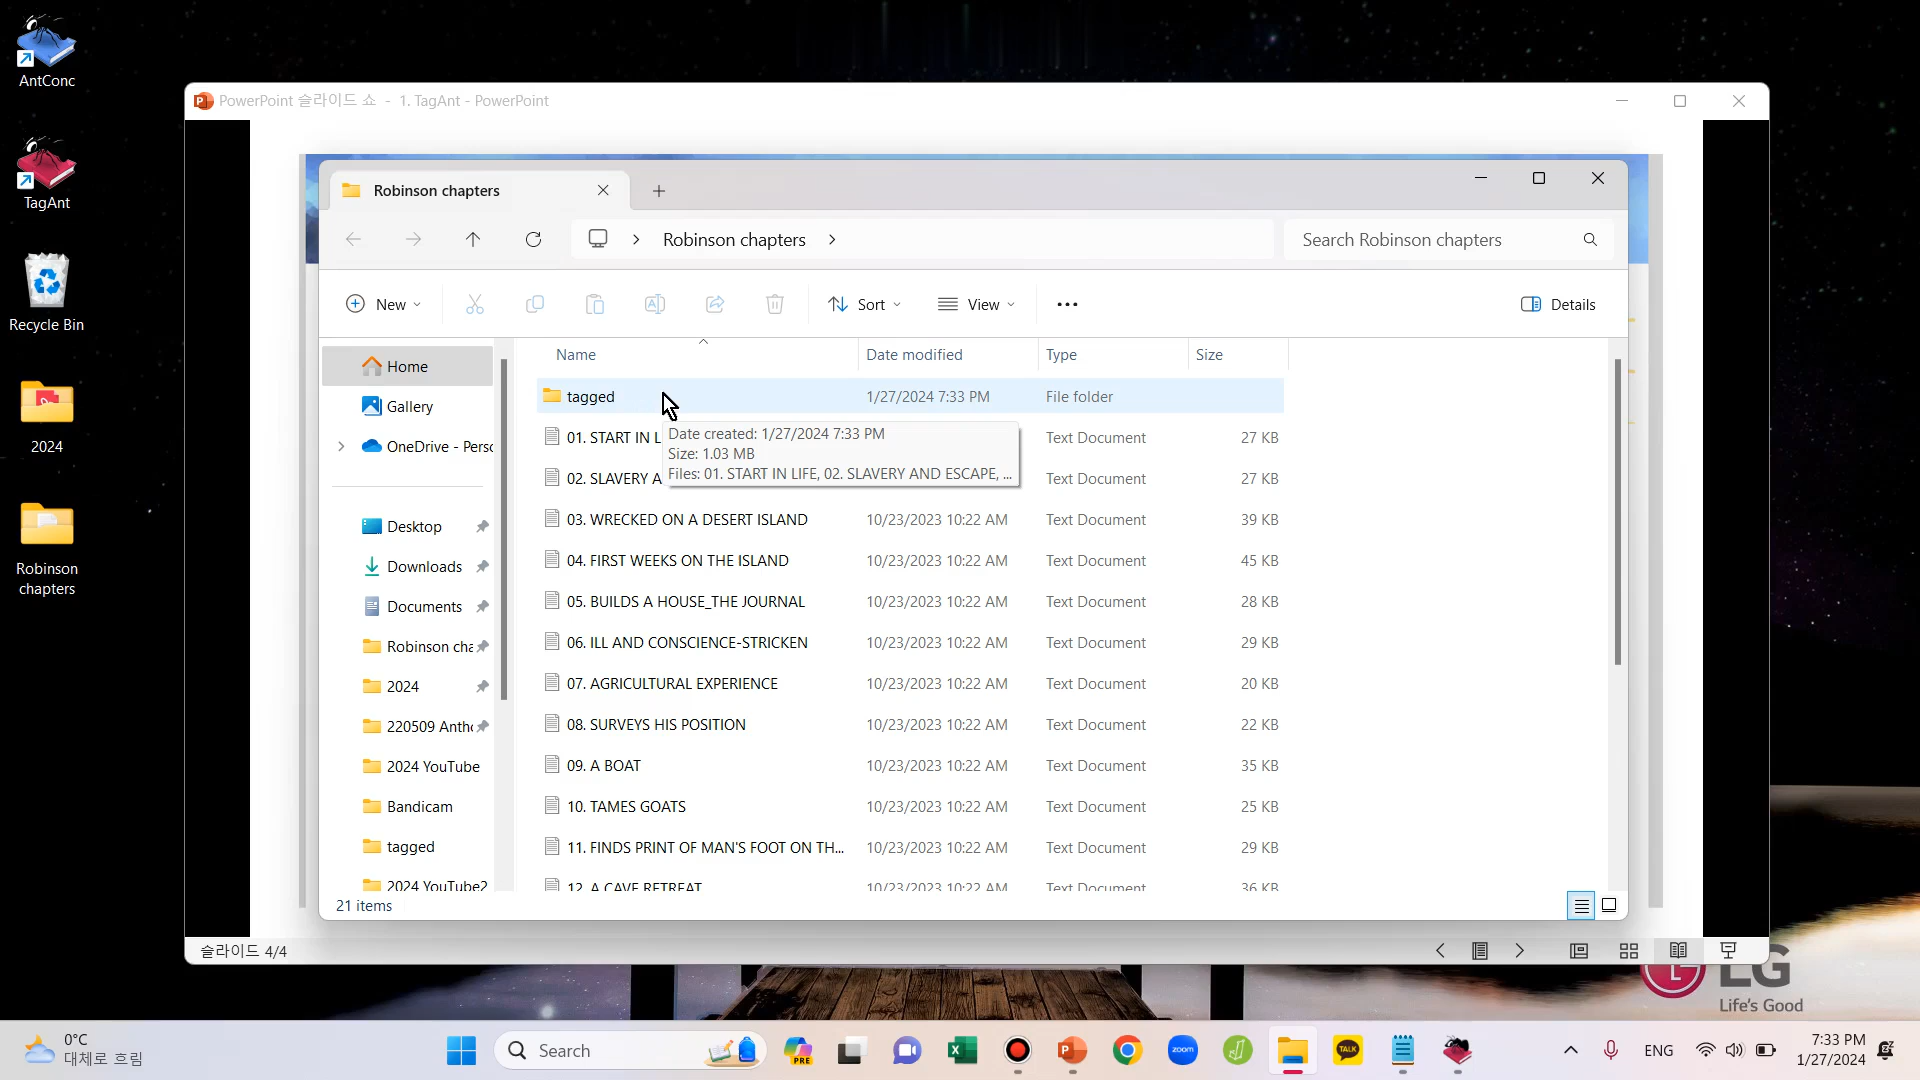 AntConc
TagAnt
Recycle Bin
2024
Robinson
chapters
PowerPoint 슬라이드 쇼 - 1. TagAnt - PowerPoint
Robinson chapters
Robinson chapters
Search Robinson chapters
New
Sort
View
Details
Home
Gallery
OneDrive - Perso
Desktop
Downloads
Documents
Robinson cha
2024
220509 Antho
2024 YouTube
Bandicam
tagged
2024 YouTube2
Name Date modified Type Size
tagged 1/27/2024 7:33 PM File folder
01. START IN L Text Document 27 KB
Date created: 1/27/2024 7:33 PM
Size: 1.03 MB
Files: 01. START IN LIFE, 02. SLAVERY AND ESCAPE, ...
02. SLAVERY A Text Document 27 KB
03. WRECKED ON A DESERT ISLAND 10/23/2023 10:22 AM Text Document 39 KB
04. FIRST WEEKS ON THE ISLAND 10/23/2023 10:22 AM Text Document 45 KB
05. BUILDS A HOUSE_THE JOURNAL 10/23/2023 10:22 AM Text Document 28 KB
06. ILL AND CONSCIENCE-STRICKEN 10/23/2023 10:22 AM Text Document 29 KB
07. AGRICULTURAL EXPERIENCE 10/23/2023 10:22 AM Text Document 20 KB
08. SURVEYS HIS POSITION 10/23/2023 10:22 AM Text Document 22 KB
09. A BOAT 10/23/2023 10:22 AM Text Document 35 KB
10. TAMES GOATS 10/23/2023 10:22 AM Text Document 25 KB
11. FINDS PRINT OF MAN'S FOOT ON TH... 10/23/2023 10:22 AM Text Document 29 KB
12. A CAVE RETREAT 10/23/2023 10:22 AM Text Document 36 KB
21 items
슬라이드 4/4
LG
Life's Good
0°C
대체로 흐림
Search
PRE
zoom
TALK
ENG
7:33 PM
1/27/2024